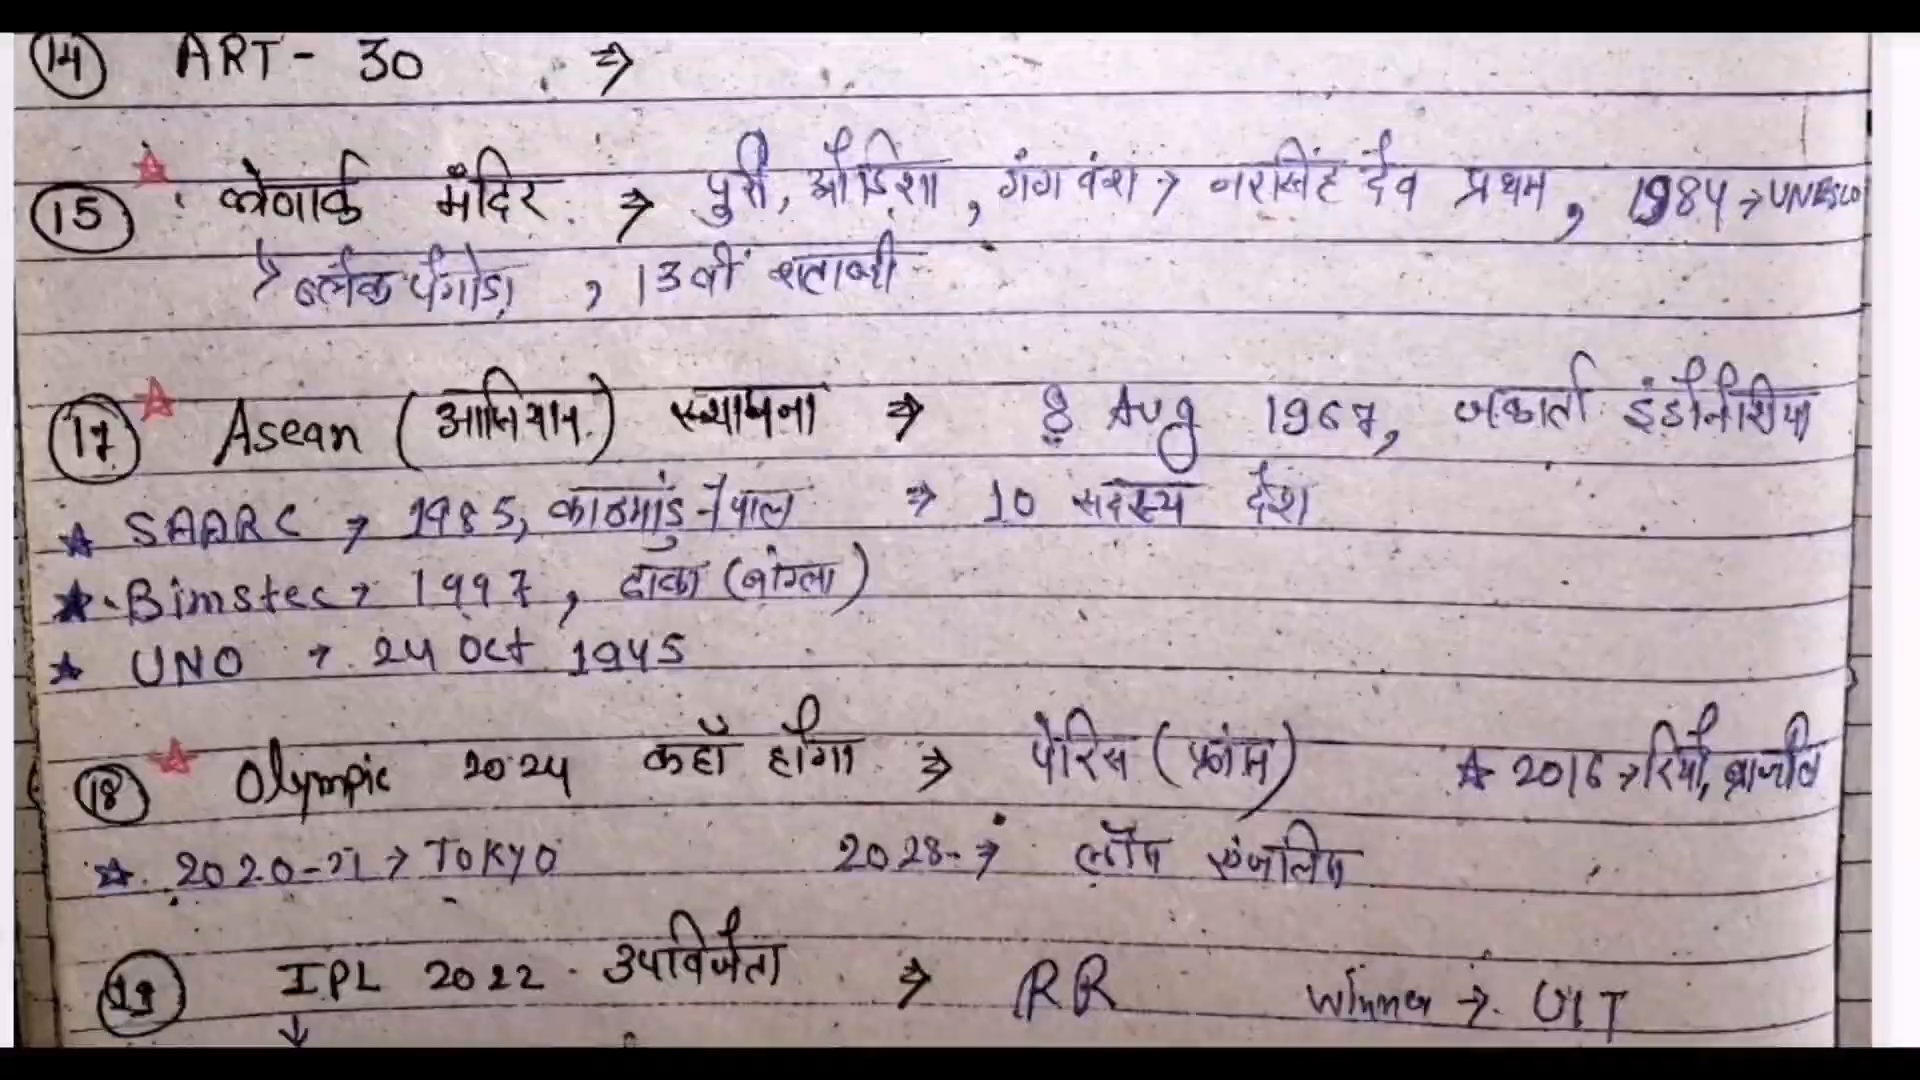 14 ART - 30 ⇒
15 कोणार्क मंदिर ⇒ पुरी, ओडिशा, गंग वंश → नरसिंह देव प्रथम, 1984 → UNESCO
→ ब्लैक पैगोडा, 13वीं शताब्दी
17 Asean (आसियान) स्थापना ⇒ 8 Aug 1967, जकार्ता इंडोनेशिया
SAARC → 1985, काठमांडु नेपाल ⇒ 10 सदस्य देश
Bimstec → 1997, ढाका (बांग्ला)
UNO → 24 Oct 1945
18 Olympic 2024 कहाँ होगा ⇒ पेरिस (फ्रांस) 2016 → रियो, ब्राजील
2020-21 → TOKYO 2028 → लॉस एंजलिस
19 IPL 2022 उपविजेता ⇒ RR Winner →